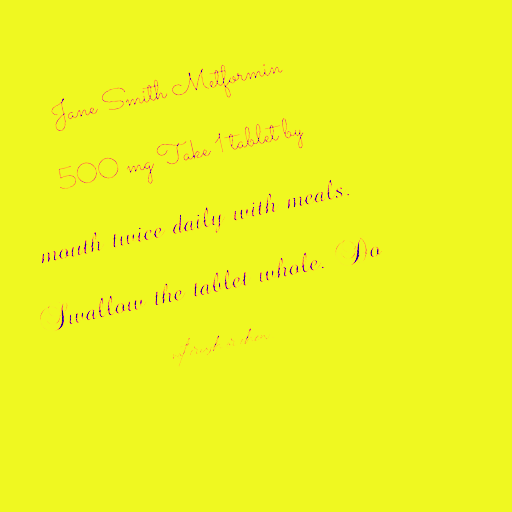 Jane Smith Metformin
500 mg Take 1 tablet by
mouth twice daily with meals.
Swallow the tablet whole. Do